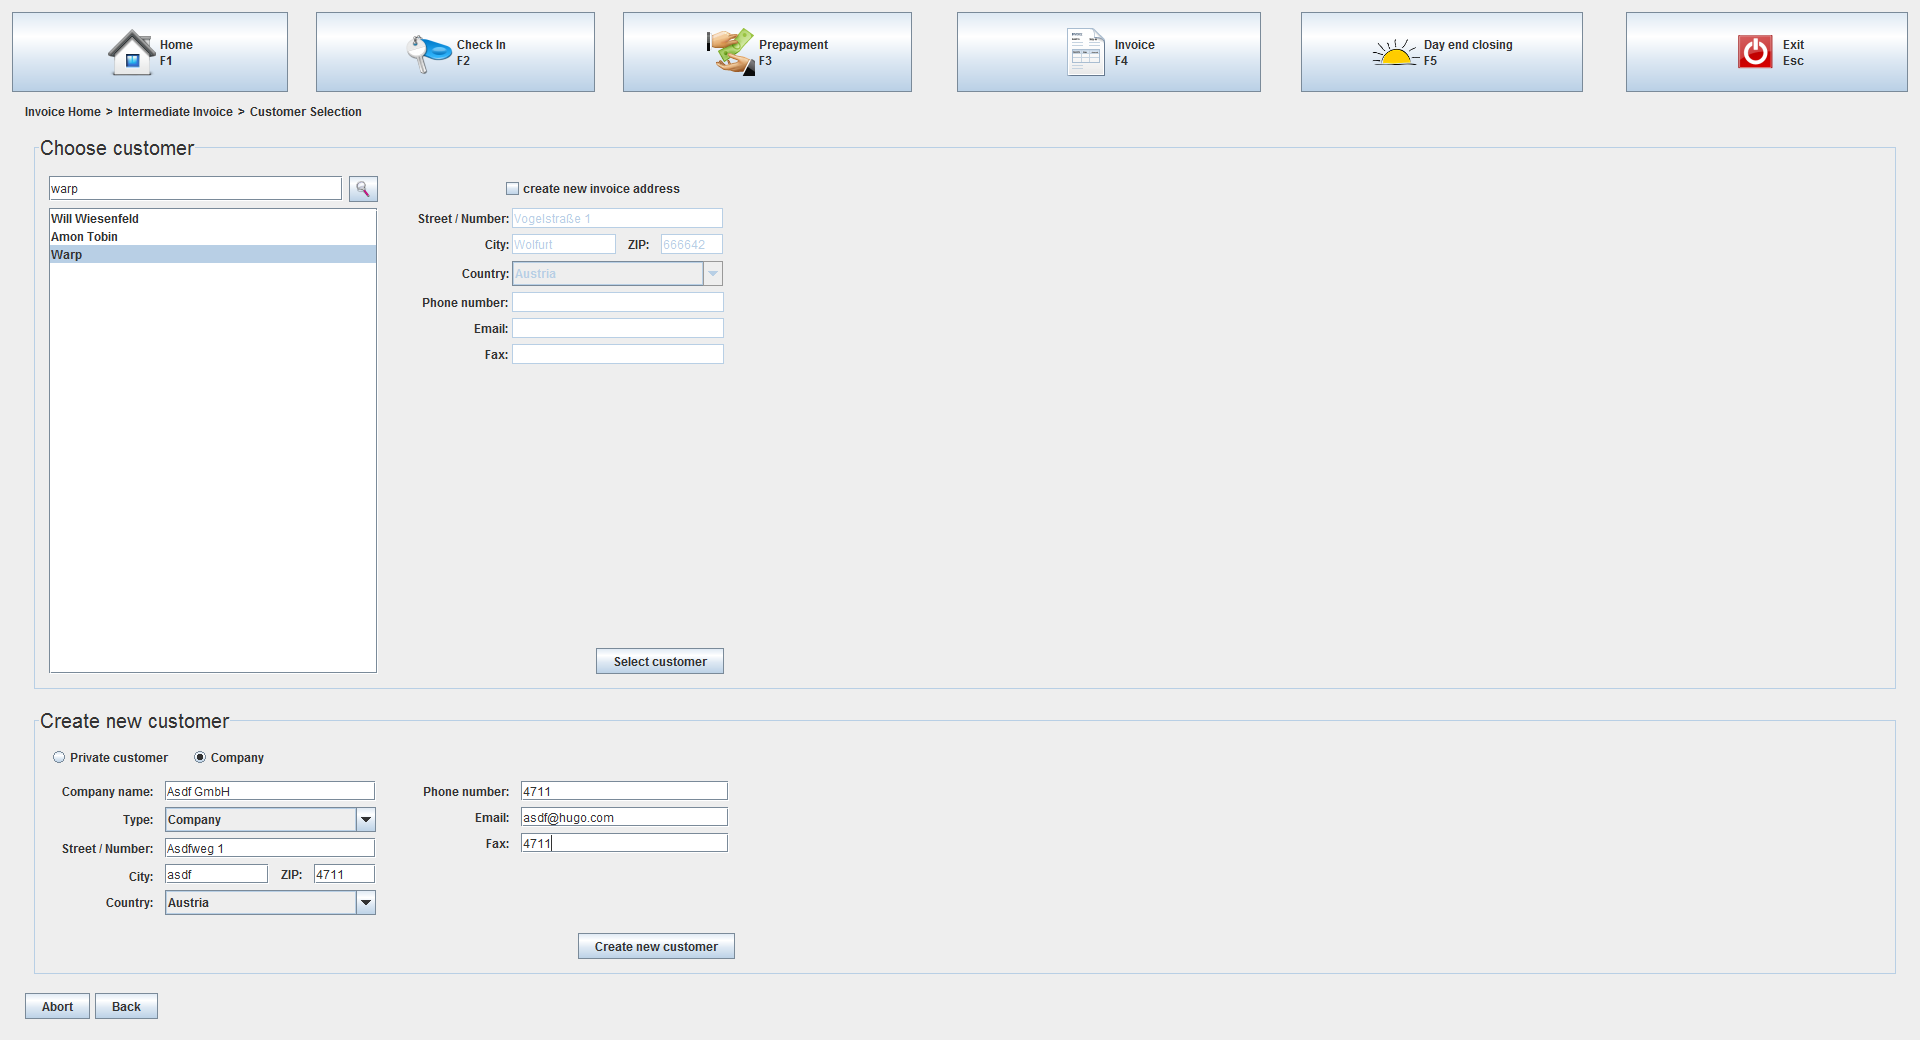 Home
F1
Check In
F2
Prepayment
F3
Invoice
F4
Day end closing
F5
Exit
Esc
Invoice Home > Intermediate Invoice > Customer Selection
Choose customer
warp
Will Wiesenfeld
Amon Tobin
Warp
create new invoice address
Street / Number: Vogelstraße 1
City: Wolfurt ZIP: 666642
Country: Austria
Phone number:
Email:
Fax:
Select customer
Create new customer
Private customer Company
Company name: Asdf GmbH
Type: Company
Street / Number: Asdfweg 1
City: asdf ZIP: 4711
Country: Austria
Phone number: 4711
Email: asdf@hugo.com
Fax: 4711
Create new customer
Abort Back